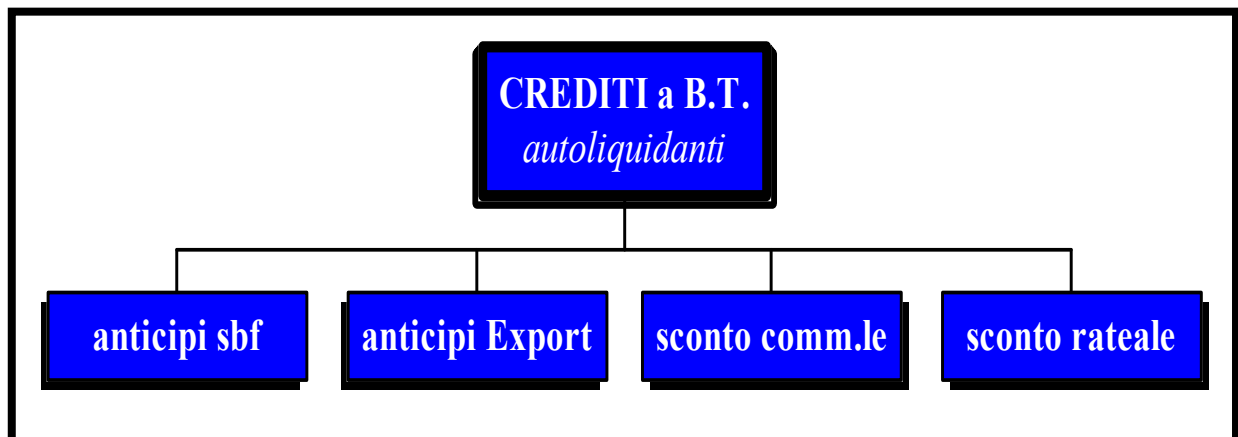 CREDITI a B.T.
autoliquidanti
anticipi sbf
anticipi Export
sconto comm.le
sconto rateale